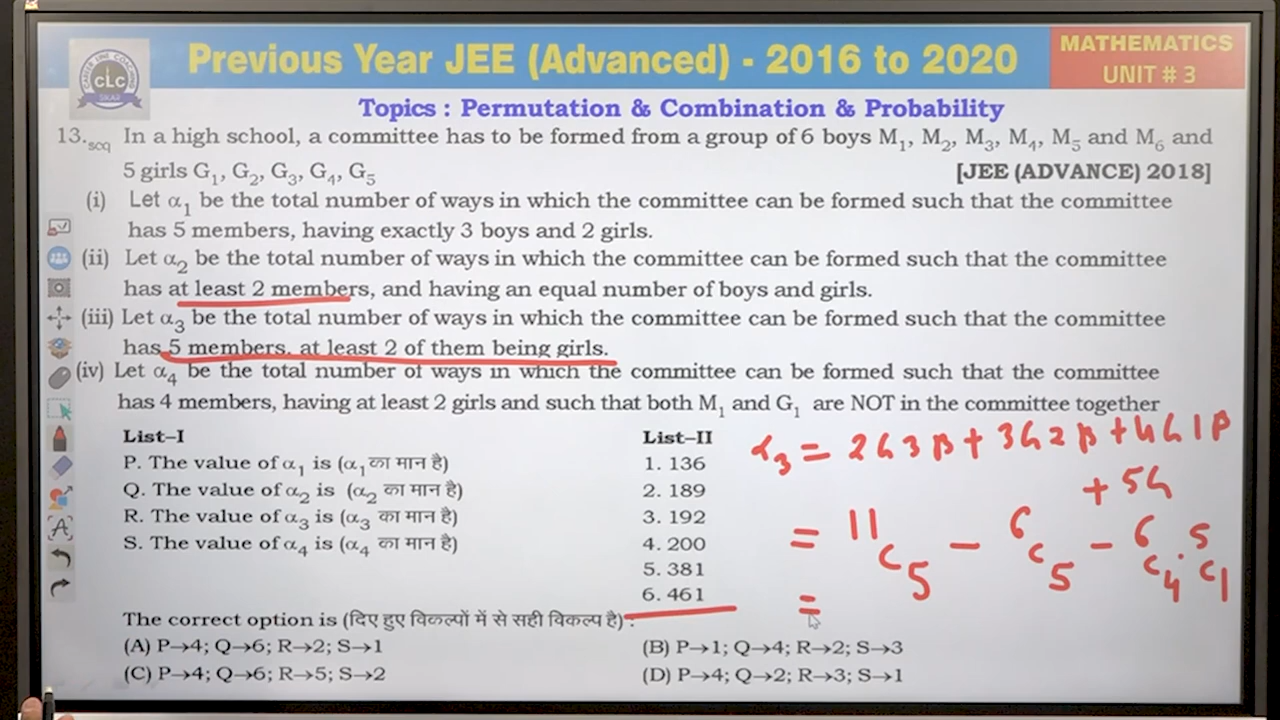 CLC
SIKAR
Previous Year JEE (Advanced) - 2016 to 2020
MATHEMATICS
UNIT # 3
Topics : Permutation & Combination & Probability
13.scq In a high school, a committee has to be formed from a group of 6 boys M₁, M₂, M₃, M₄, M₅ and M₆ and
5 girls G₁, G₂, G₃, G₄, G₅ [JEE (ADVANCE) 2018]
(i) Let α₁ be the total number of ways in which the committee can be formed such that the committee
has 5 members, having exactly 3 boys and 2 girls.
(ii) Let α₂ be the total number of ways in which the committee can be formed such that the committee
has at least 2 members, and having an equal number of boys and girls.
(iii) Let α₃ be the total number of ways in which the committee can be formed such that the committee
has 5 members. at least 2 of them being girls.
(iv) Let α₄ be the total number of ways in which the committee can be formed such that the committee
has 4 members, having at least 2 girls and such that both M₁ and G₁ are NOT in the committee together
List–I List–II
P. The value of α₁ is (α₁ का मान है) 1. 136
Q. The value of α₂ is (α₂ का मान है) 2. 189
R. The value of α₃ is (α₃ का मान है) 3. 192
S. The value of α₄ is (α₄ का मान है) 4. 200
5. 381
6. 461
α₃ = 2G3B + 3G2B + 4G1B
+ 5G
= ¹¹C₅ – ⁶C₅ – ⁶C₄ · ⁵C₁
=
The correct option is (दिए हुए विकल्पों में से सही विकल्प है) :
(A) P→4; Q→6; R→2; S→1 (B) P→1; Q→4; R→2; S→3
(C) P→4; Q→6; R→5; S→2 (D) P→4; Q→2; R→3; S→1